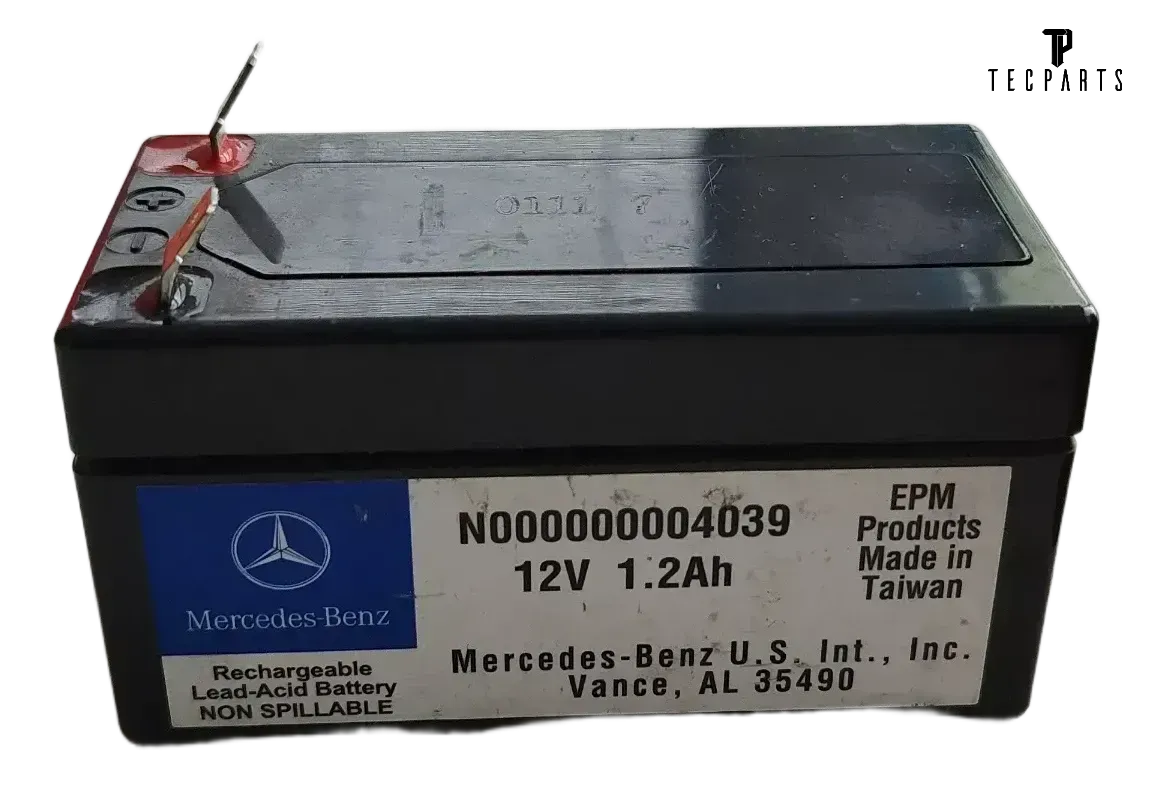 TECPARTS
+
-
0111 7
Mercedes-Benz
Rechargeable
Lead-Acid Battery
NON SPILLABLE
N000000004039
12V 1.2Ah
EPM
Products
Made in
Taiwan
Mercedes-Benz U.S. Int., Inc.
Vance, AL 35490